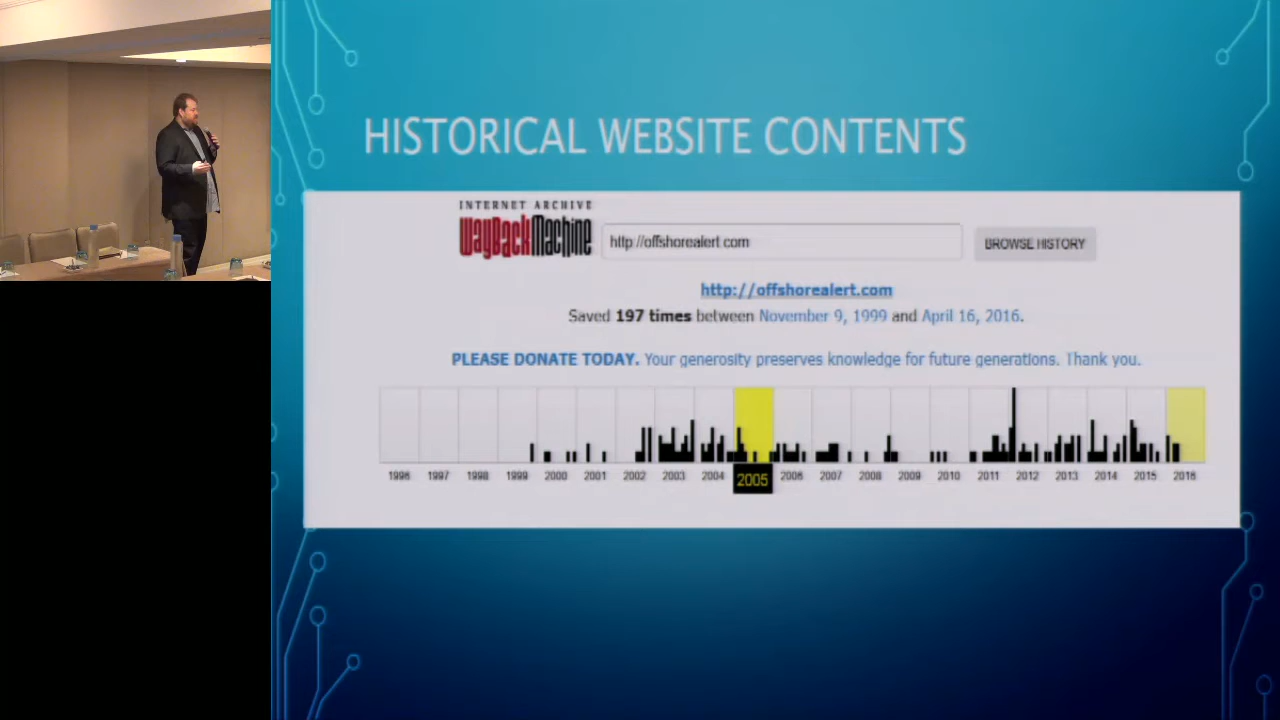 HISTORICAL WEBSITE CONTENTS
INTERNET ARCHIVE
WayBackMachine
http://offshorealert.com
BROWSE HISTORY
http://offshorealert.com
Saved 197 times between November 9, 1999 and April 16, 2016.
PLEASE DONATE TODAY. Your generosity preserves knowledge for future generations. Thank you.
1996 1997 1998 1999 2000 2001 2002 2003 2004 2005 2006 2007 2008 2009 2010 2011 2012 2013 2014 2015 2016